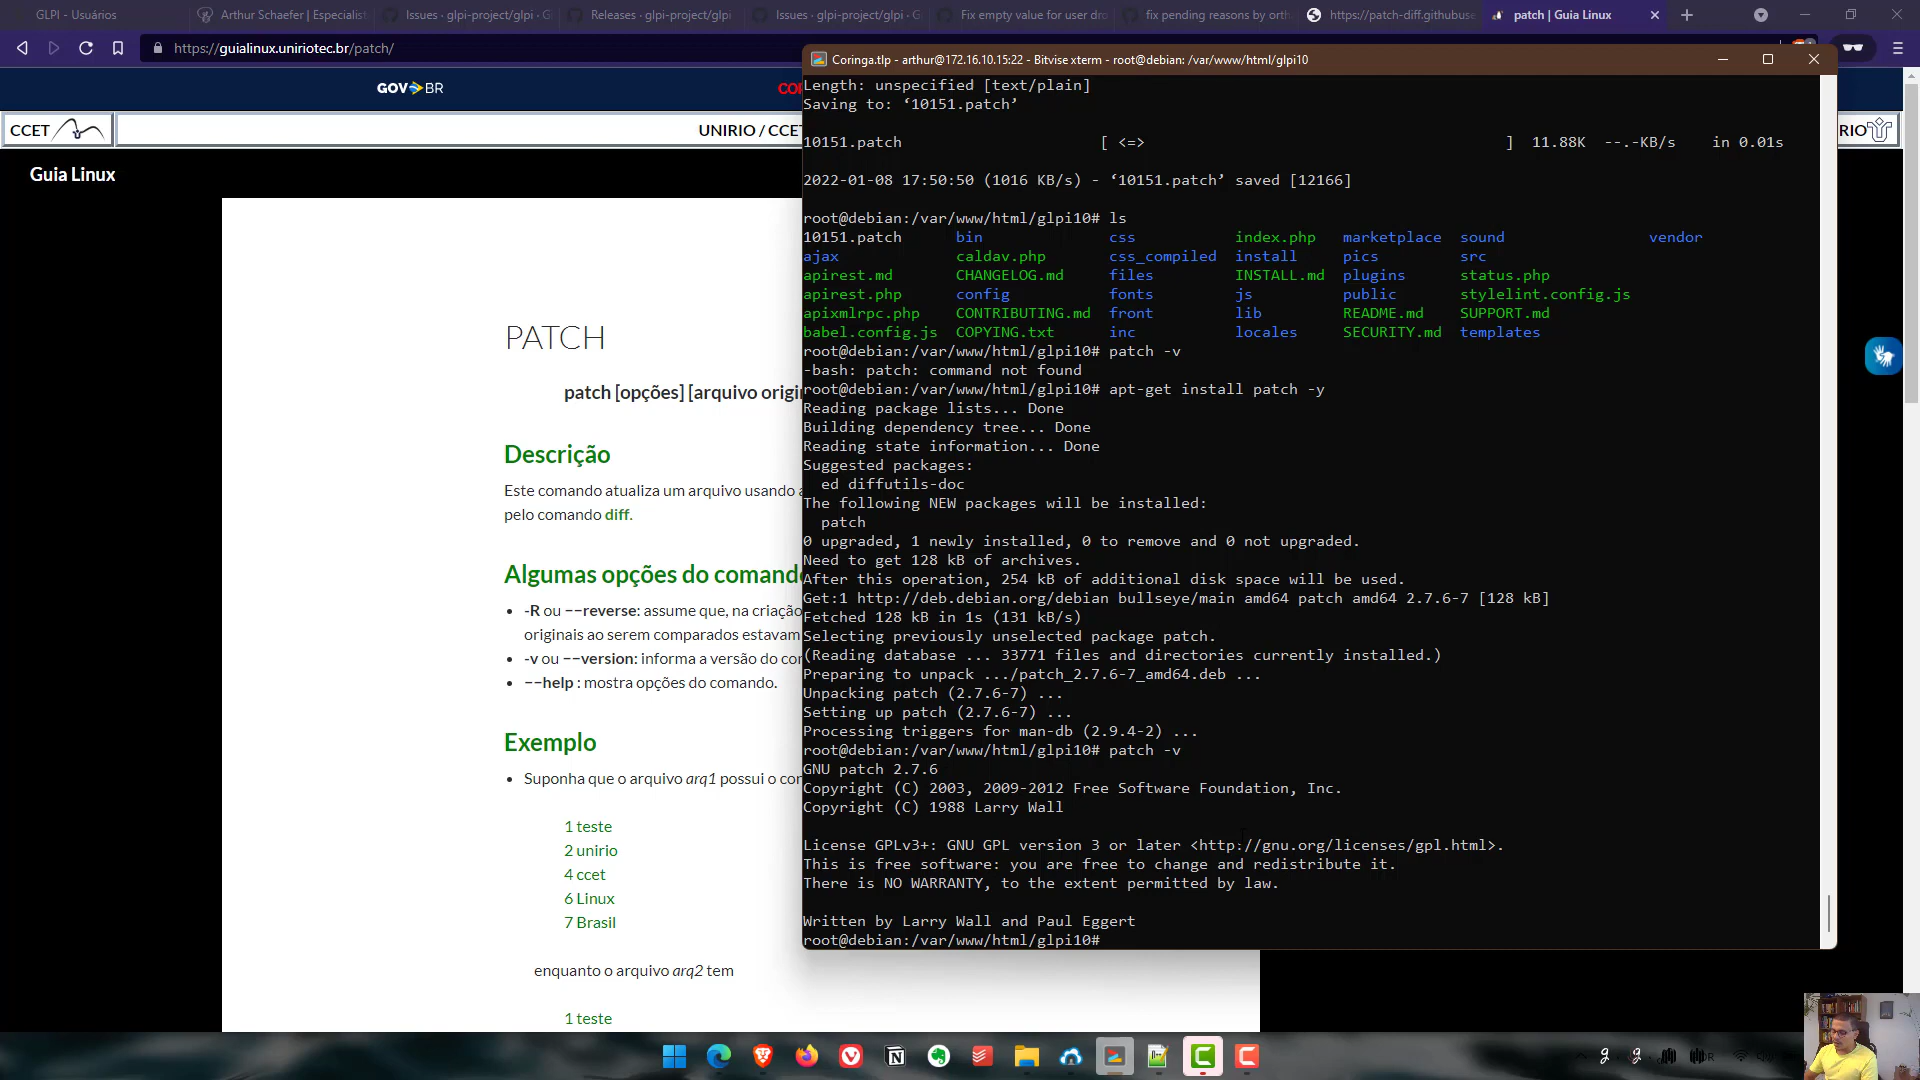 GLPI - Usuários
Arthur Schaefer | Especialist
Issues · glpi-project/glpi · G
Releases · glpi-project/glpi
Issues · glpi-project/glpi · G
Fix empty value for user dro
fix pending reasons by orth
https://patch-diff.githubuse
patch | Guia Linux
https://guialinux.uniriotec.br/patch/
GOV BR
CO
CCET
UNIRIO / CCET
RIO
Guia Linux
PATCH
patch [opções] [arquivo origin
Descrição
Este comando atualiza um arquivo usando a
pelo comando diff.
Algumas opções do comando
-R ou −−reverse: assume que, na criação
originais ao serem comparados estavam
-v ou −−version: informa a versão do co
−−help : mostra opções do comando.
Exemplo
Suponha que o arquivo arq1 possui o con
1 teste
2 unirio
4 ccet
6 Linux
7 Brasil
enquanto o arquivo arq2 tem
1 teste
Coringa.tlp - arthur@172.16.10.15:22 - Bitvise xterm - root@debian: /var/www/html/glpi10
Length: unspecified [text/plain]
Saving to: ‘10151.patch’
10151.patch [ <=> ] 11.88K --.-KB/s in 0.01s
2022-01-08 17:50:50 (1016 KB/s) - ‘10151.patch’ saved [12166]
root@debian:/var/www/html/glpi10# ls
10151.patch bin css index.php marketplace sound vendor
ajax caldav.php css_compiled install pics src
apirest.md CHANGELOG.md files INSTALL.md plugins status.php
apirest.php config fonts js public stylelint.config.js
apixmlrpc.php CONTRIBUTING.md front lib README.md SUPPORT.md
babel.config.js COPYING.txt inc locales SECURITY.md templates
root@debian:/var/www/html/glpi10# patch -v
-bash: patch: command not found
root@debian:/var/www/html/glpi10# apt-get install patch -y
Reading package lists... Done
Building dependency tree... Done
Reading state information... Done
Suggested packages:
ed diffutils-doc
The following NEW packages will be installed:
patch
0 upgraded, 1 newly installed, 0 to remove and 0 not upgraded.
Need to get 128 kB of archives.
After this operation, 254 kB of additional disk space will be used.
Get:1 http://deb.debian.org/debian bullseye/main amd64 patch amd64 2.7.6-7 [128 kB]
Fetched 128 kB in 1s (131 kB/s)
Selecting previously unselected package patch.
(Reading database ... 33771 files and directories currently installed.)
Preparing to unpack .../patch_2.7.6-7_amd64.deb ...
Unpacking patch (2.7.6-7) ...
Setting up patch (2.7.6-7) ...
Processing triggers for man-db (2.9.4-2) ...
root@debian:/var/www/html/glpi10# patch -v
GNU patch 2.7.6
Copyright (C) 2003, 2009-2012 Free Software Foundation, Inc.
Copyright (C) 1988 Larry Wall
License GPLv3+: GNU GPL version 3 or later <http://gnu.org/licenses/gpl.html>.
This is free software: you are free to change and redistribute it.
There is NO WARRANTY, to the extent permitted by law.
Written by Larry Wall and Paul Eggert
root@debian:/var/www/html/glpi10#